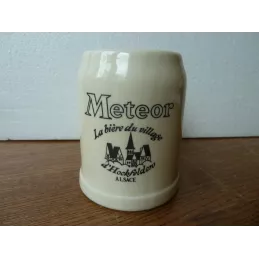 Meteor
La bière du village
d'Hochfelden
ALSACE